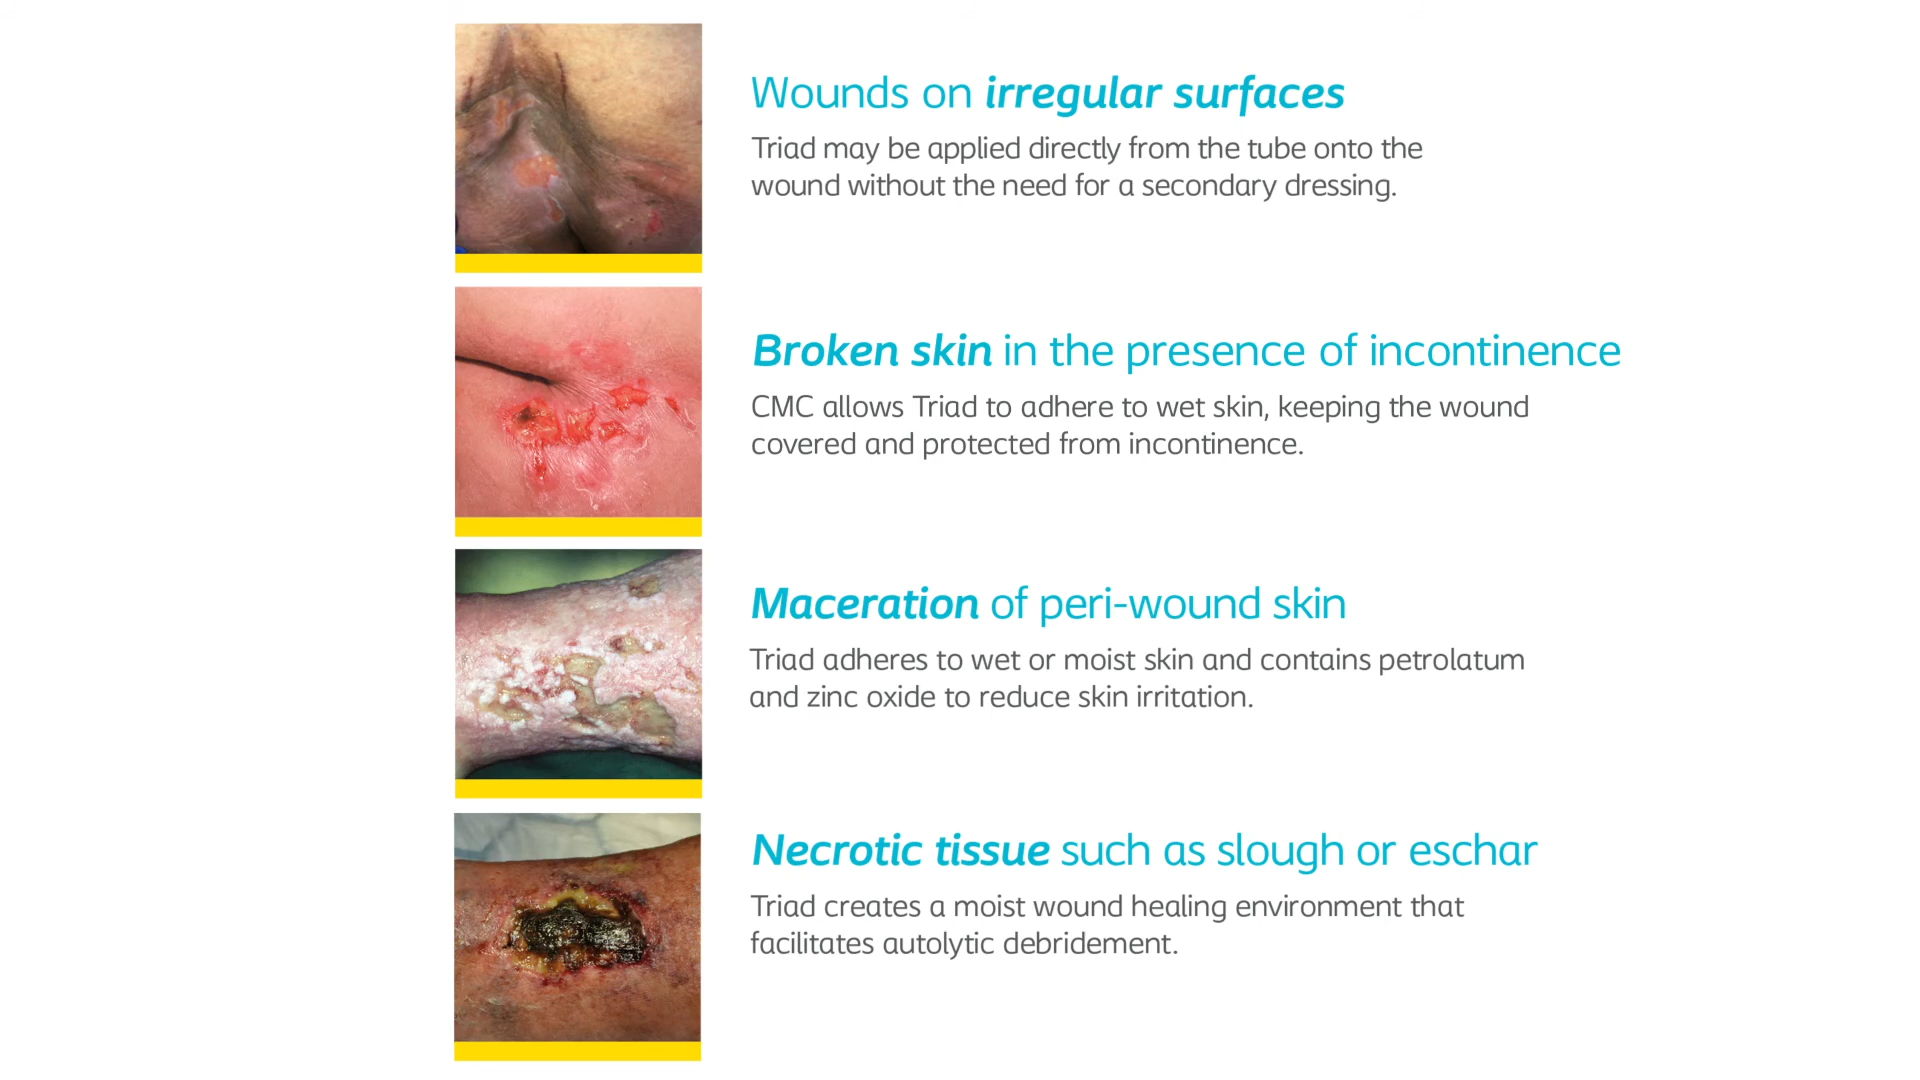 Wounds on irregular surfaces
Triad may be applied directly from the tube onto the
wound without the need for a secondary dressing.
Broken skin in the presence of incontinence
CMC allows Triad to adhere to wet skin, keeping the wound
covered and protected from incontinence.
Maceration of peri-wound skin
Triad adheres to wet or moist skin and contains petrolatum
and zinc oxide to reduce skin irritation.
Necrotic tissue such as slough or eschar
Triad creates a moist wound healing environment that
facilitates autolytic debridement.